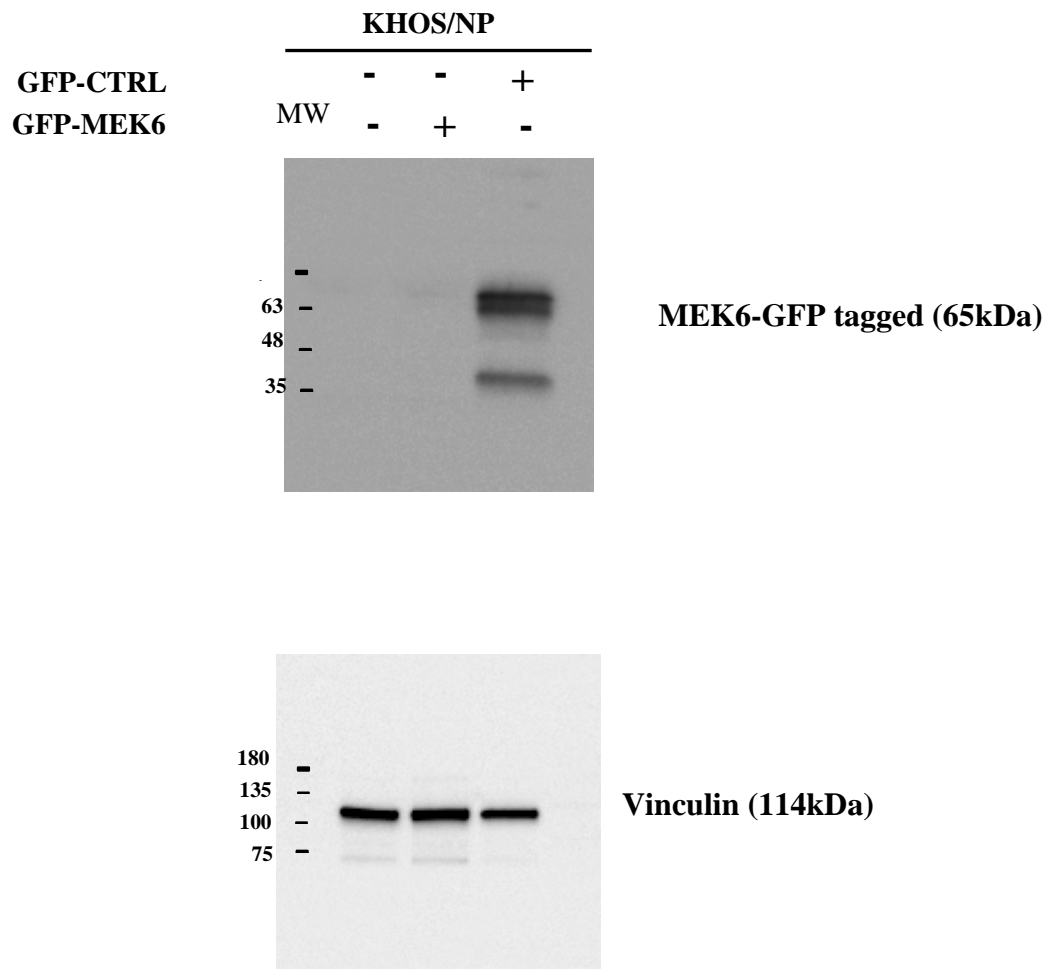 KHOS/NP
GFP-CTRL - - +
MW
GFP-MEK6 - + -
63
48
35
MEK6-GFP tagged (65kDa)
180
135
100
75
Vinculin (114kDa)